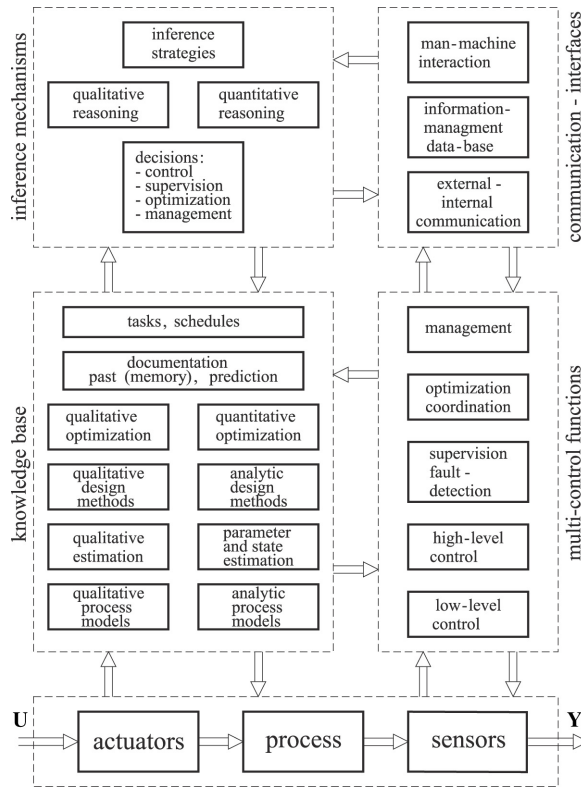 inference mechanisms
inference
strategies
qualitative
reasoning
quantitative
reasoning
decisions:
- control
- supervision
- optimization
- management
communication - interfaces
man-machine
interaction
information-
managment
data-base
external -
internal
communication
knowledge base
tasks, schedules
documentation
past (memory), prediction
qualitative
optimization
quantitative
optimization
qualitative
design
methods
analytic
design
methods
qualitative
estimation
parameter
and state
estimation
qualitative
process
models
analytic
process
models
multi-control functions
management
optimization
coordination
supervision
fault -
detection
high-level
control
low-level
control
U
actuators
process
sensors
Y